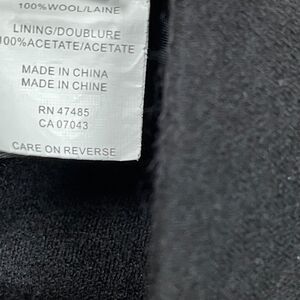 100%WOOL/LAINE
LINING/DOUBLURE
100%ACETATE/ACETATE
MADE IN CHINA
MADE IN CHINE
RN 47485
CA 07043
CARE ON REVERSE